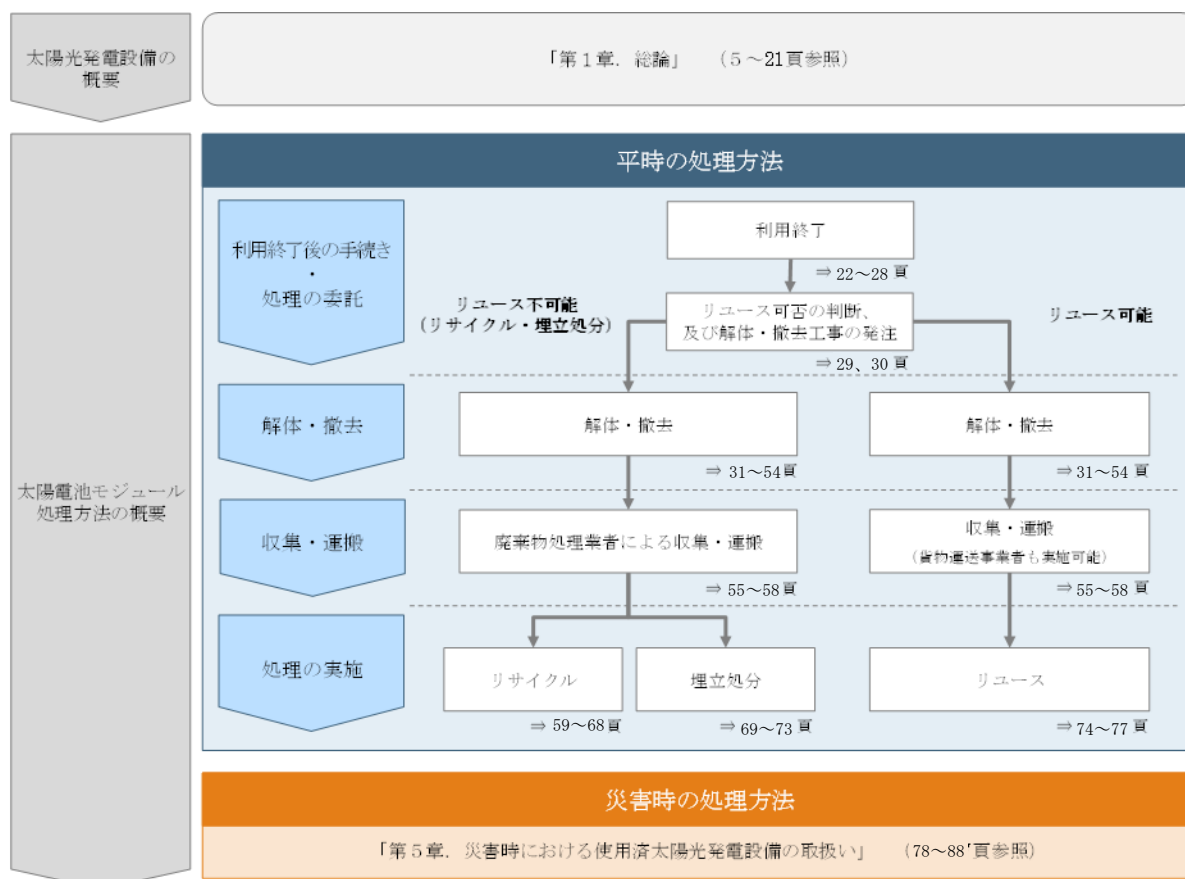 太陽光発電設備の
概要
「第１章．総論」　（５～21頁参照）
太陽電池モジュール
処理方法の概要
平時の処理方法
利用終了後の手続き
・
処理の委託
利用終了
⇒ 22～28 頁
リユース不可能
(リサイクル・埋立処分)
リユース可否の判断、
及び解体・撤去工事の発注
リユース可能
⇒ 29、30 頁
解体・撤去
解体・撤去
解体・撤去
⇒ 31～54頁
⇒ 31～54 頁
収集・運搬
廃棄物処理業者による収集・運搬
収集・運搬
（貨物運送事業者も実施可能）
⇒ 55～58頁
⇒ 55～58 頁
処理の実施
リサイクル
埋立処分
リユース
⇒ 59～68頁
⇒ 69～73 頁
⇒ 74～77 頁
災害時の処理方法
「第５章．災害時における使用済太陽光発電設備の取扱い」　（78～88'頁参照）